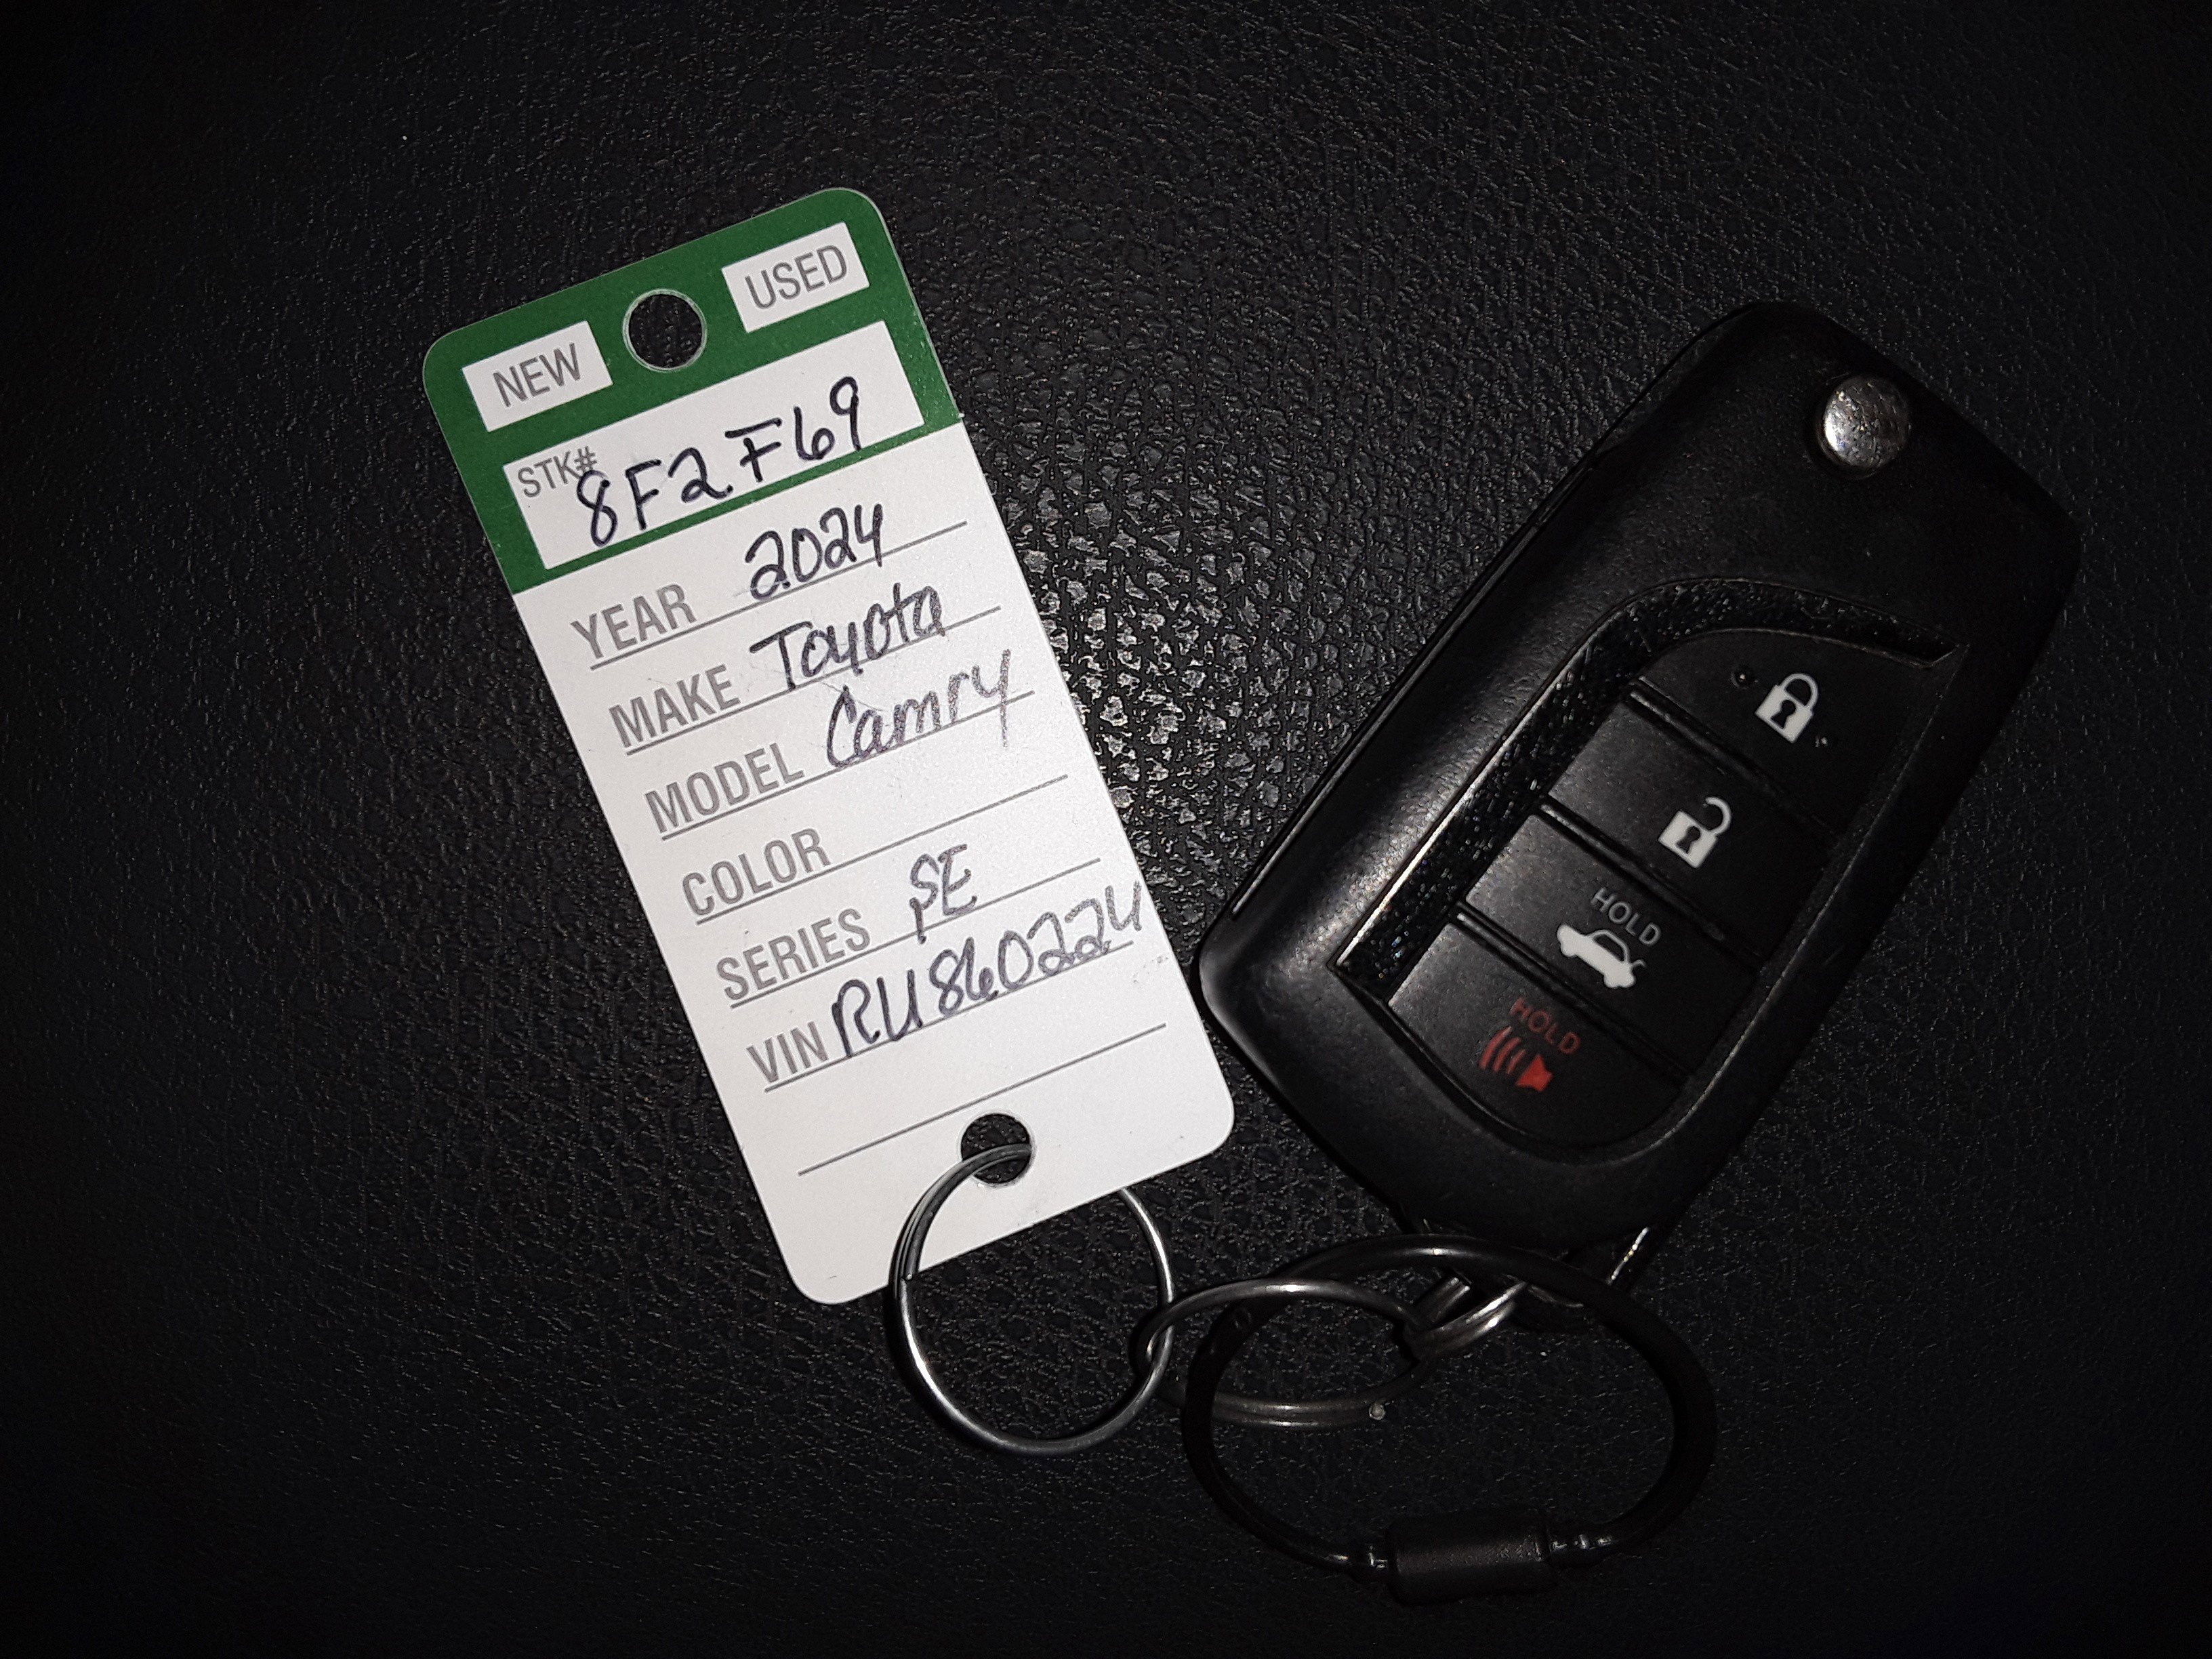 NEW USED
STK# 8F2F69
YEAR 2024
MAKE Toyota
MODEL Camry
COLOR
SERIES SE
VIN RU860224
HOLD
HOLD